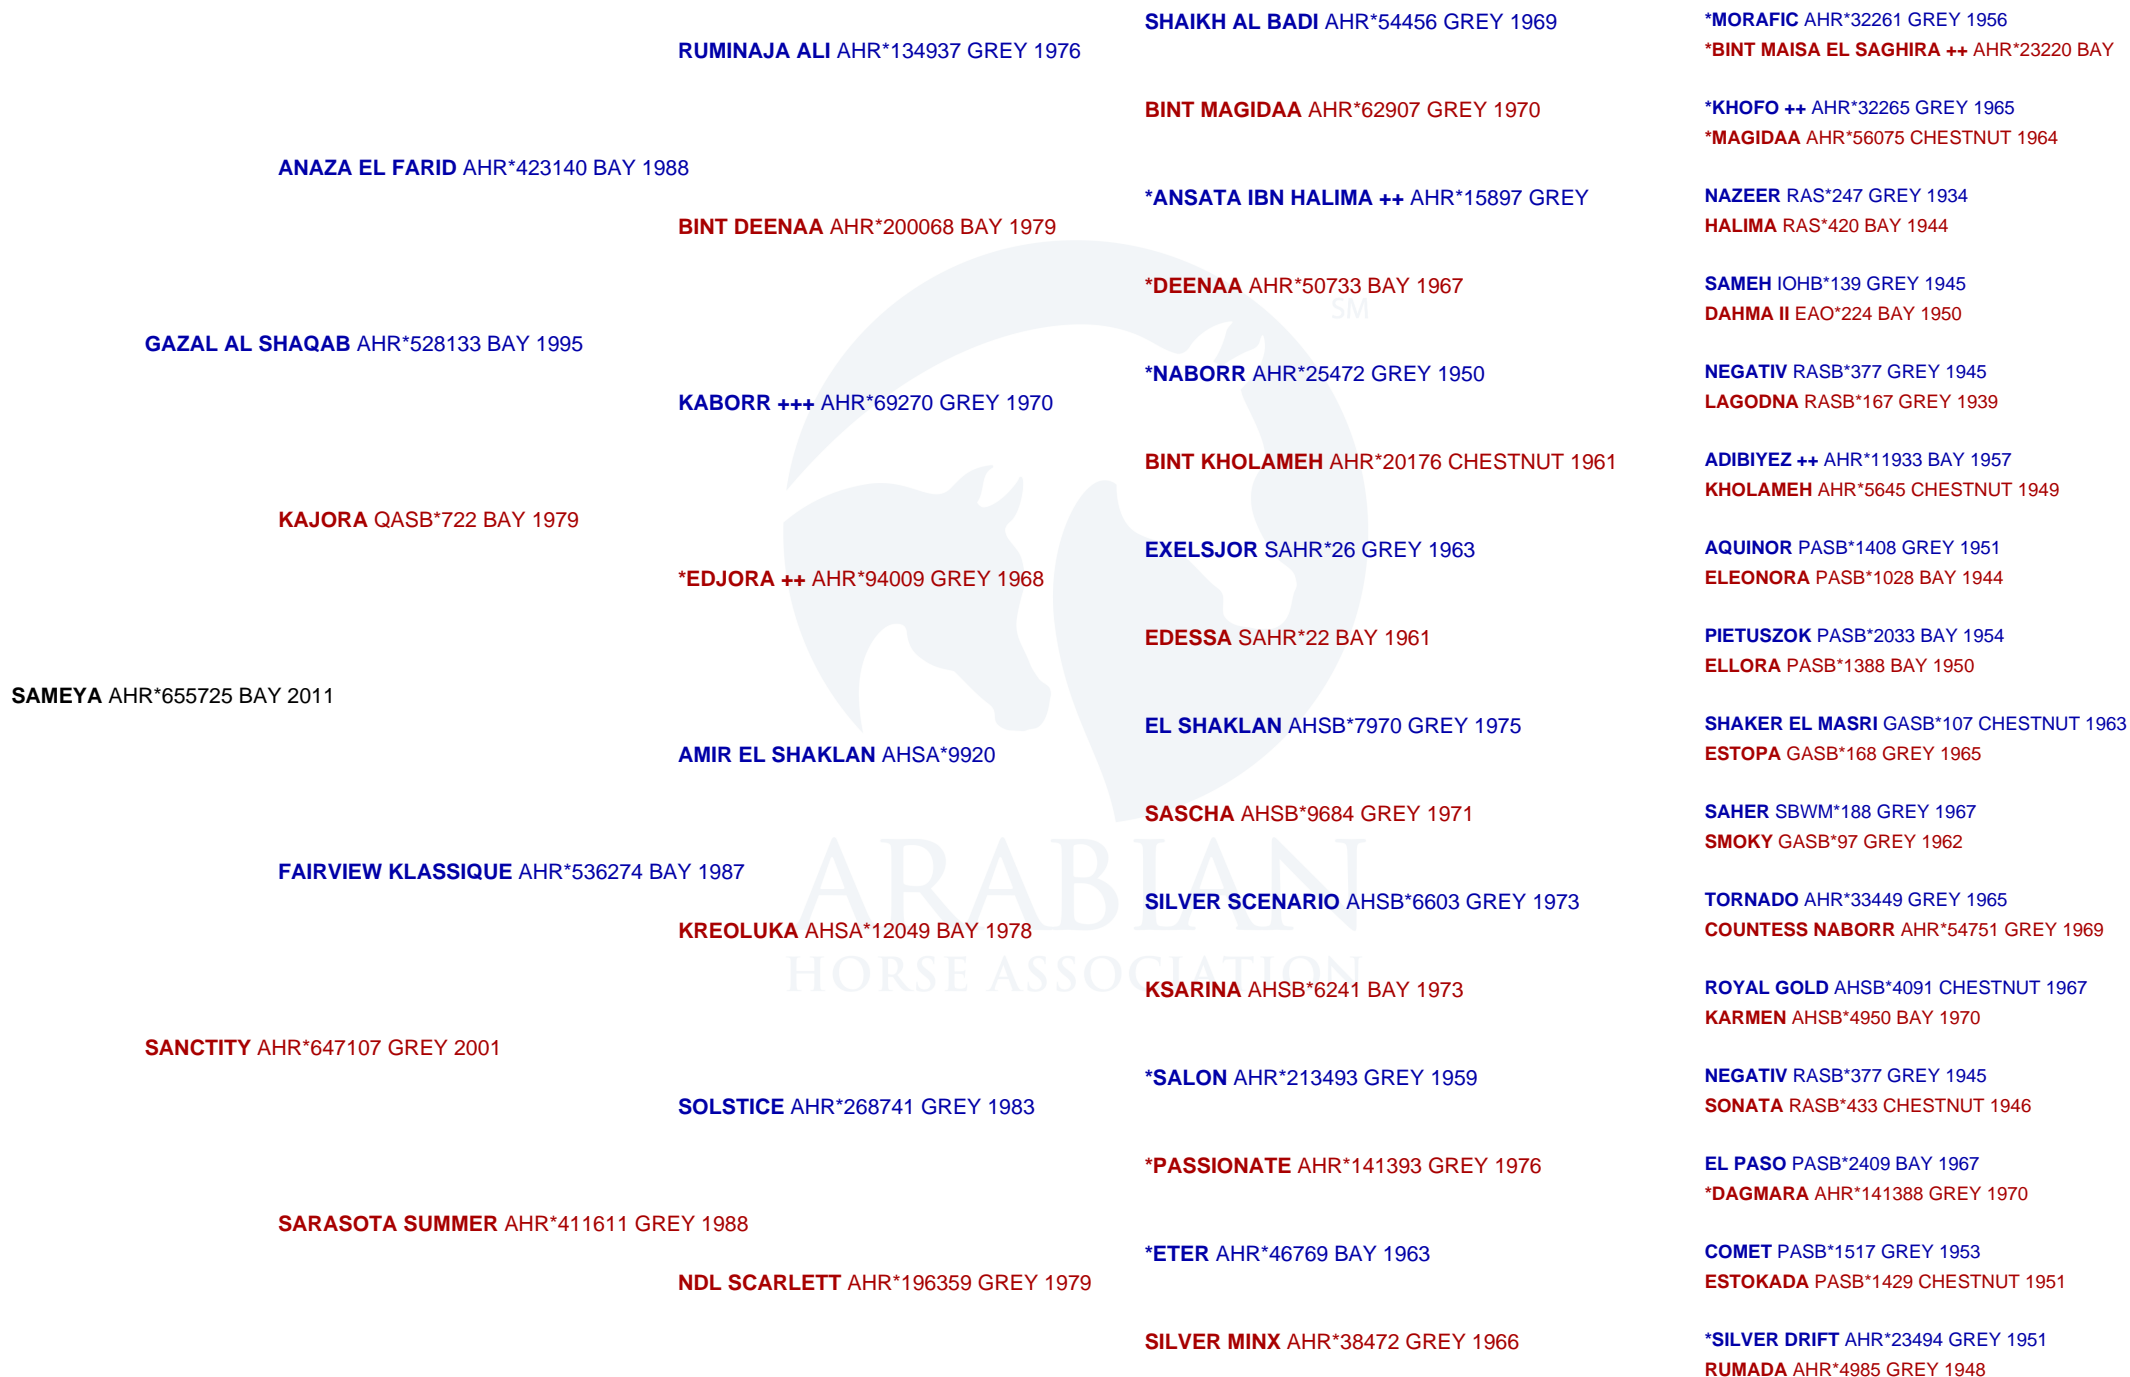 SHAIKH AL BADI AHR*54456 GREY 1969
*MORAFIC AHR*32261 GREY 1956
RUMINAJA ALI AHR*134937 GREY 1976
*BINT MAISA EL SAGHIRA ++ AHR*23220 BAY
BINT MAGIDAA AHR*62907 GREY 1970
*KHOFO ++ AHR*32265 GREY 1965
*MAGIDAA AHR*56075 CHESTNUT 1964
ANAZA EL FARID AHR*423140 BAY 1988
*ANSATA IBN HALIMA ++ AHR*15897 GREY
NAZEER RAS*247 GREY 1934
BINT DEENAA AHR*200068 BAY 1979
HALIMA RAS*420 BAY 1944
*DEENAA AHR*50733 BAY 1967
SAMEH IOHB*139 GREY 1945
SM
DAHMA II EAO*224 BAY 1950
GAZAL AL SHAQAB AHR*528133 BAY 1995
*NABORR AHR*25472 GREY 1950
NEGATIV RASB*377 GREY 1945
KABORR +++ AHR*69270 GREY 1970
LAGODNA RASB*167 GREY 1939
BINT KHOLAMEH AHR*20176 CHESTNUT 1961
ADIBIYEZ ++ AHR*11933 BAY 1957
KHOLAMEH AHR*5645 CHESTNUT 1949
KAJORA QASB*722 BAY 1979
EXELSJOR SAHR*26 GREY 1963
AQUINOR PASB*1408 GREY 1951
*EDJORA ++ AHR*94009 GREY 1968
ELEONORA PASB*1028 BAY 1944
EDESSA SAHR*22 BAY 1961
PIETUSZOK PASB*2033 BAY 1954
ELLORA PASB*1388 BAY 1950
SAMEYA AHR*655725 BAY 2011
EL SHAKLAN AHSB*7970 GREY 1975
SHAKER EL MASRI GASB*107 CHESTNUT 1963
AMIR EL SHAKLAN AHSA*9920
ESTOPA GASB*168 GREY 1965
SASCHA AHSB*9684 GREY 1971
SAHER SBWM*188 GREY 1967
SMOKY GASB*97 GREY 1962
FAIRVIEW KLASSIQUE AHR*536274 BAY 1987
ARABIAN
SILVER SCENARIO AHSB*6603 GREY 1973
TORNADO AHR*33449 GREY 1965
KREOLUKA AHSA*12049 BAY 1978
COUNTESS NABORR AHR*54751 GREY 1969
HORSE ASSOCIATION
KSARINA AHSB*6241 BAY 1973
ROYAL GOLD AHSB*4091 CHESTNUT 1967
KARMEN AHSB*4950 BAY 1970
SANCTITY AHR*647107 GREY 2001
*SALON AHR*213493 GREY 1959
NEGATIV RASB*377 GREY 1945
SOLSTICE AHR*268741 GREY 1983
SONATA RASB*433 CHESTNUT 1946
*PASSIONATE AHR*141393 GREY 1976
EL PASO PASB*2409 BAY 1967
*DAGMARA AHR*141388 GREY 1970
SARASOTA SUMMER AHR*411611 GREY 1988
*ETER AHR*46769 BAY 1963
COMET PASB*1517 GREY 1953
NDL SCARLETT AHR*196359 GREY 1979
ESTOKADA PASB*1429 CHESTNUT 1951
SILVER MINX AHR*38472 GREY 1966
*SILVER DRIFT AHR*23494 GREY 1951
RUMADA AHR*4985 GREY 1948